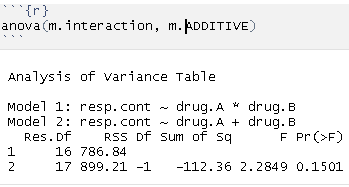 ```{r}
anova(m.interaction, m.ADDITIVE)
```
Analysis of Variance Table
Model 1: resp.cont ~ drug.A * drug.B
Model 2: resp.cont ~ drug.A + drug.B
Res.Df RSS Df Sum of Sq F Pr(>F)
1 16 786.84
2 17 899.21 -1 -112.36 2.2849 0.1501